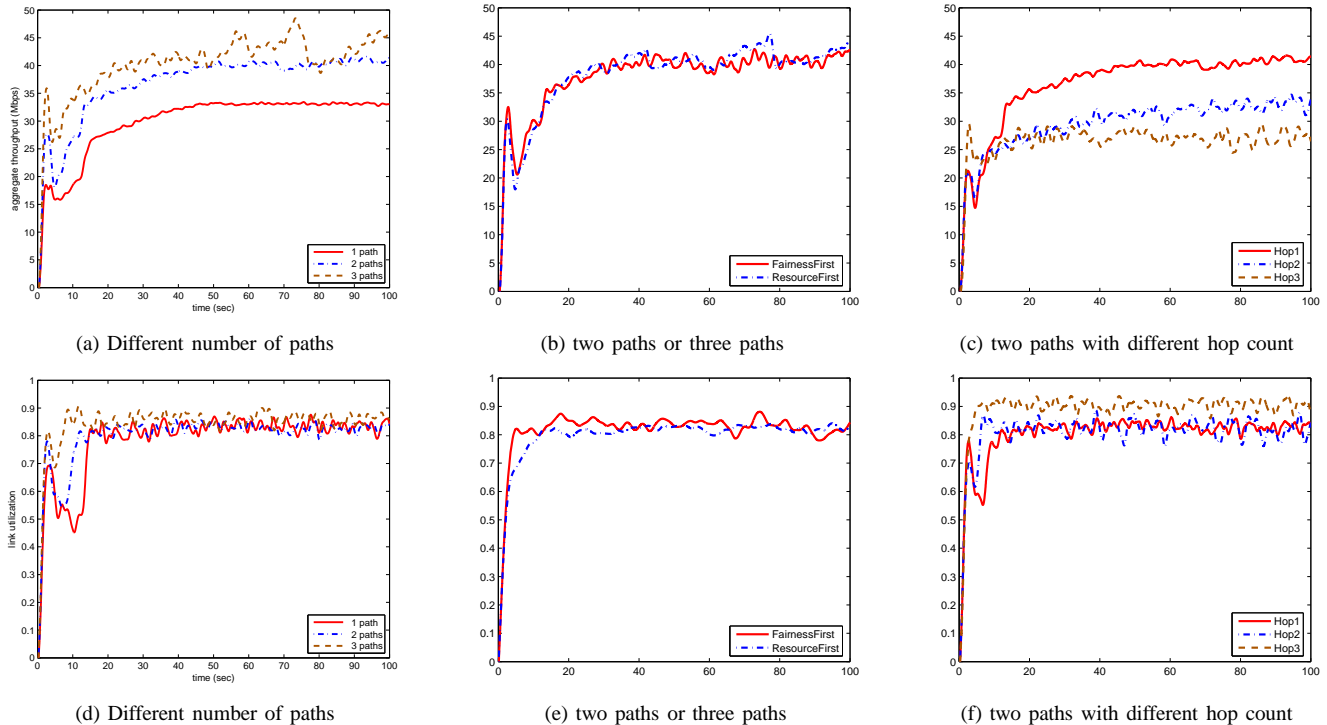 50
45
40
35
30
25
20
15
10
5
0
aggregate throughput (Mbps)
0 10 20 30 40 50 60 70 80 90 100
time (sec)
1 path
2 paths
3 paths
(a) Different number of paths
50
45
40
35
30
25
20
15
10
5
0
0 20 40 60 80 100
FairnessFirst
ResourceFirst
(b) two paths or three paths
50
45
40
35
30
25
20
15
10
5
0
0 20 40 60 80 100
Hop1
Hop2
Hop3
(c) two paths with different hop count
1
0.9
0.8
0.7
0.6
0.5
0.4
0.3
0.2
0.1
0
link utilization
0 10 20 30 40 50 60 70 80 90 100
time (sec)
1 path
2 paths
3 paths
(d) Different number of paths
1
0.9
0.8
0.7
0.6
0.5
0.4
0.3
0.2
0.1
0
0 20 40 60 80 100
FairnessFirst
ResourceFirst
(e) two paths or three paths
1
0.9
0.8
0.7
0.6
0.5
0.4
0.3
0.2
0.1
0
0 20 40 60 80 100
Hop1
Hop2
Hop3
(f) two paths with different hop count